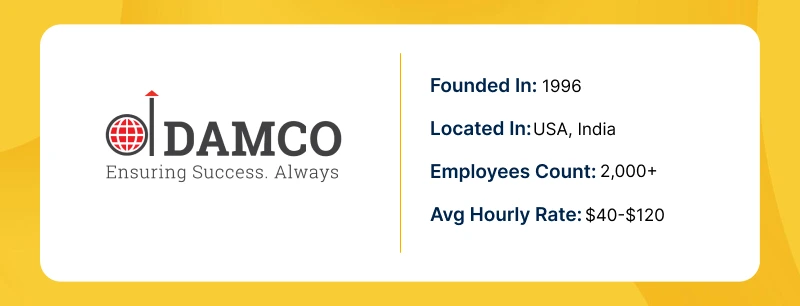 DAMCO
Ensuring Success. Always
Founded In: 1996
Located In: USA, India
Employees Count: 2,000+
Avg Hourly Rate: $40-$120